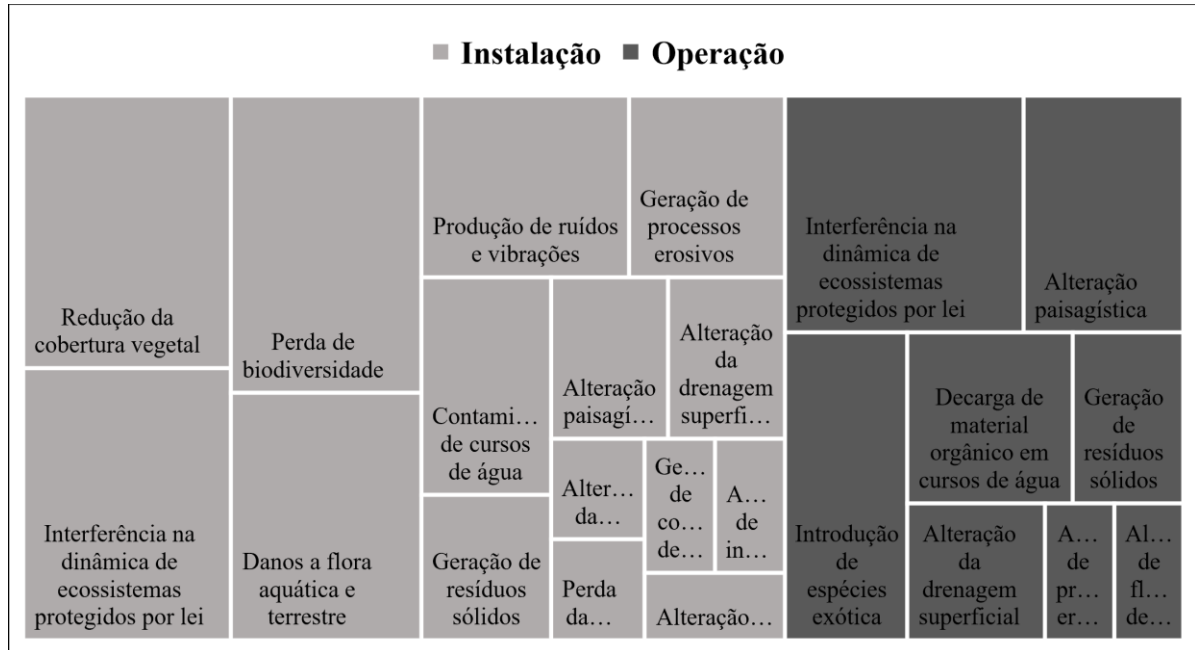 Instalação Operação
Redução da
cobertura vegetal
Interferência na
dinâmica de
ecossistemas
protegidos por lei
Perda de
biodiversidade
Danos a flora
aquática e
terrestre
Produção de ruídos
e vibrações
Geração de
processos
erosivos
Contami…
de cursos
de água
Geração de
resíduos
sólidos
Alteração
paisagí…
Alteração
da
drenagem
superfi…
Alter…
da…
Perda
da…
Ge…
de
co…
de…
A…
de
in…
Alteração…
Interferência na
dinâmica de
ecossistemas
protegidos por lei
Alteração
paisagística
Introdução
de
espécies
exótica
Decarga de
material
orgânico em
cursos de água
Geração
de
resíduos
sólidos
Alteração
da
drenagem
superficial
A…
de
pr…
er…
Al…
de
fl…
de…